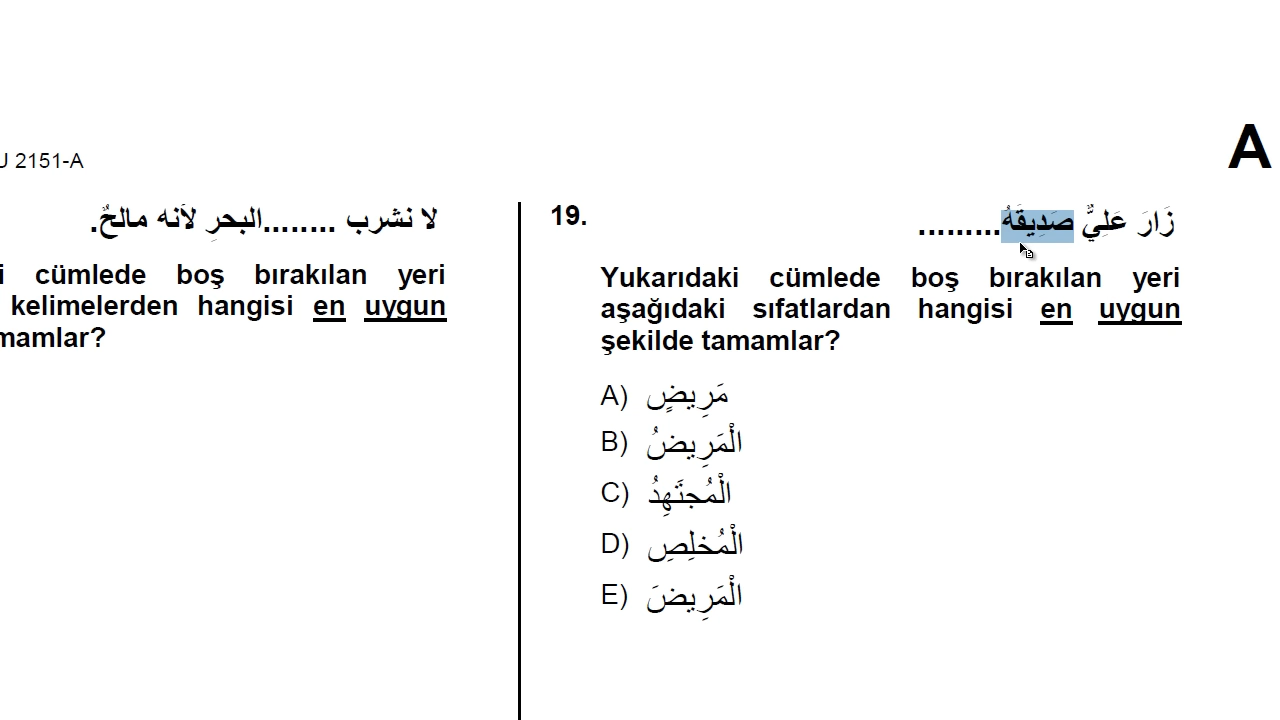 U 2151-A
A
لا نشرب ........البحرِ لأنه مالحٌ.
i cümlede boş bırakılan yeri
kelimelerden hangisi en uygun
mamlar?
19.
زَارَ عَلِيٌّ صَدِيقَهُ.........
Yukarıdaki cümlede boş bırakılan yeri
aşağıdaki sıfatlardan hangisi en uygun
şekilde tamamlar?
A) مَرِيضٍ
B) الْمَرِيضُ
C) الْمُجتَهِدُ
D) الْمُخلِصِ
E) الْمَرِيضَ